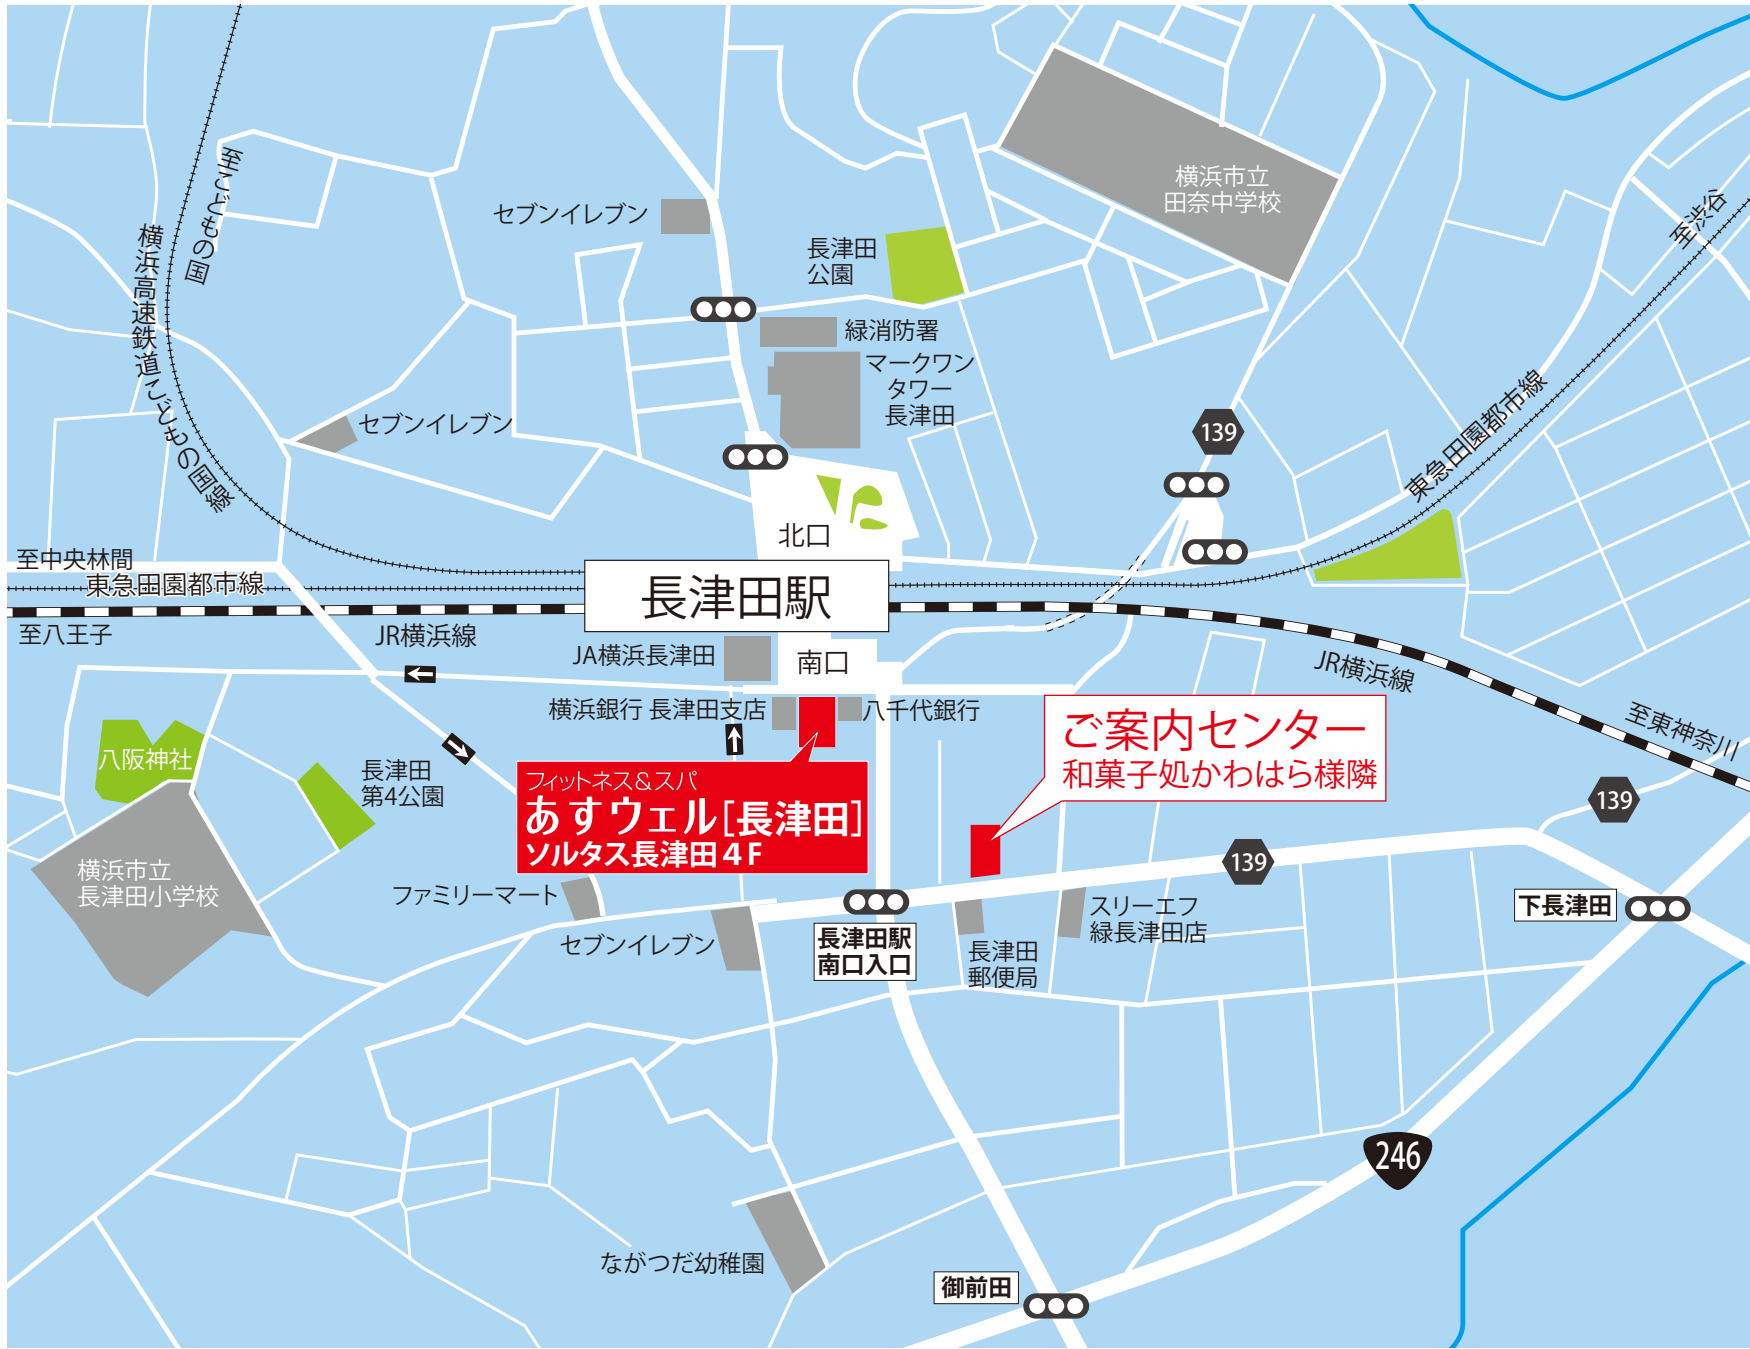 至こどもの国
横浜高速鉄道こどもの国線
セブンイレブン
長津田
公園
横浜市立
田奈中学校
至渋谷
緑消防署
マークワン
タワー
長津田
セブンイレブン
139
東急田園都市線
北口
至中央林間
東急田園都市線
長津田駅
至八王子
JR横浜線
JA横浜長津田
南口
JR横浜線
至東神奈川
横浜銀行 長津田支店
八千代銀行
ご案内センター
和菓子処かわはら様隣
八阪神社
長津田
第4公園
フィットネス&スパ
あすウェル[長津田]
ソルタス長津田4F
139
139
横浜市立
長津田小学校
ファミリーマート
セブンイレブン
長津田駅
南口入口
長津田
郵便局
スリーエフ
緑長津田店
下長津田
246
ながつだ幼稚園
御前田